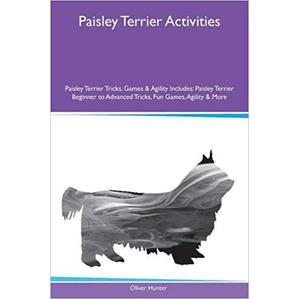 Paisley Terrier Activities
Paisley Terrier Tricks, Games & Agility Includes: Paisley Terrier
Beginner to Advanced Tricks, Fun Games, Agility & More
Oliver Hunter